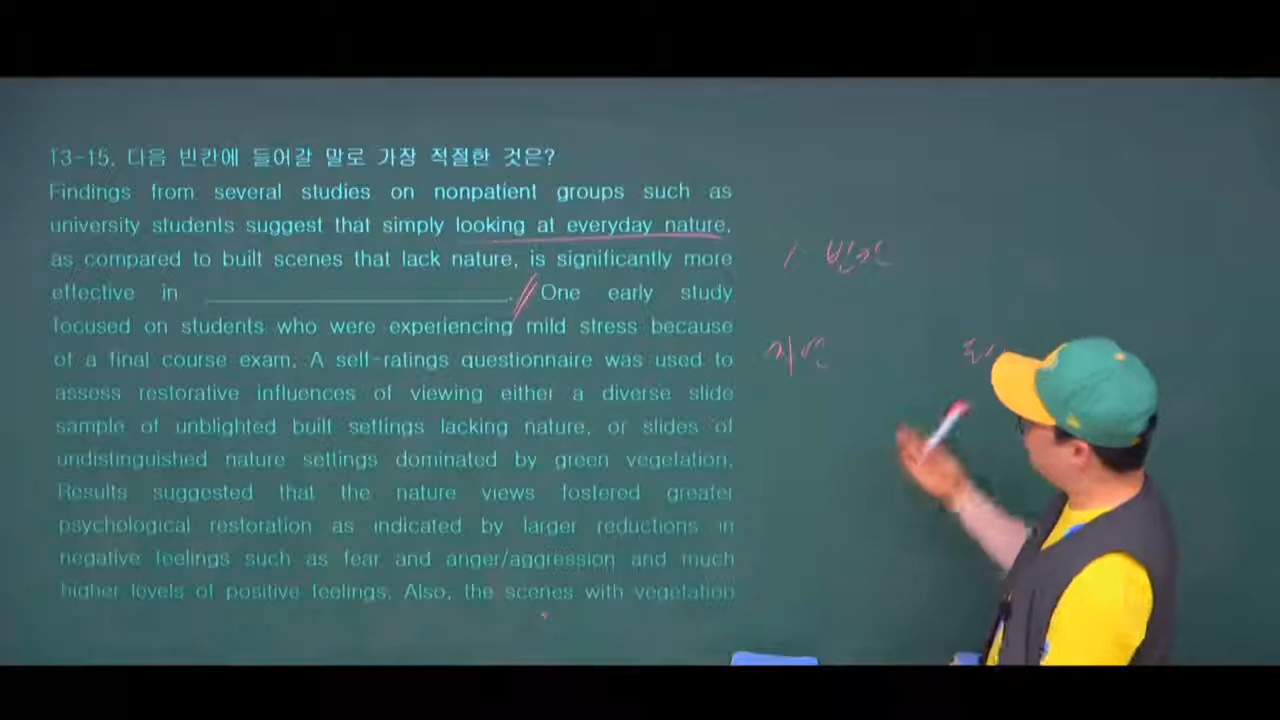 13-15. 다음 빈칸에 들어갈 말로 가장 적절한 것은?
Findings from several studies on nonpatient groups such as
university students suggest that simply looking at everyday nature,
as compared to built scenes that lack nature, is significantly more
effective in ______________________________. One early study
focused on students who were experiencing mild stress because
of a final course exam. A self-ratings questionnaire was used to
assess restorative influences of viewing either a diverse slide
sample of unblighted built settings lacking nature, or slides of
undistinguished nature settings dominated by green vegetation.
Results suggested that the nature views fostered greater
psychological restoration as indicated by larger reductions in
negative feelings such as fear and anger/aggression and much
higher levels of positive feelings. Also, the scenes with vegetation
빈칸
자연